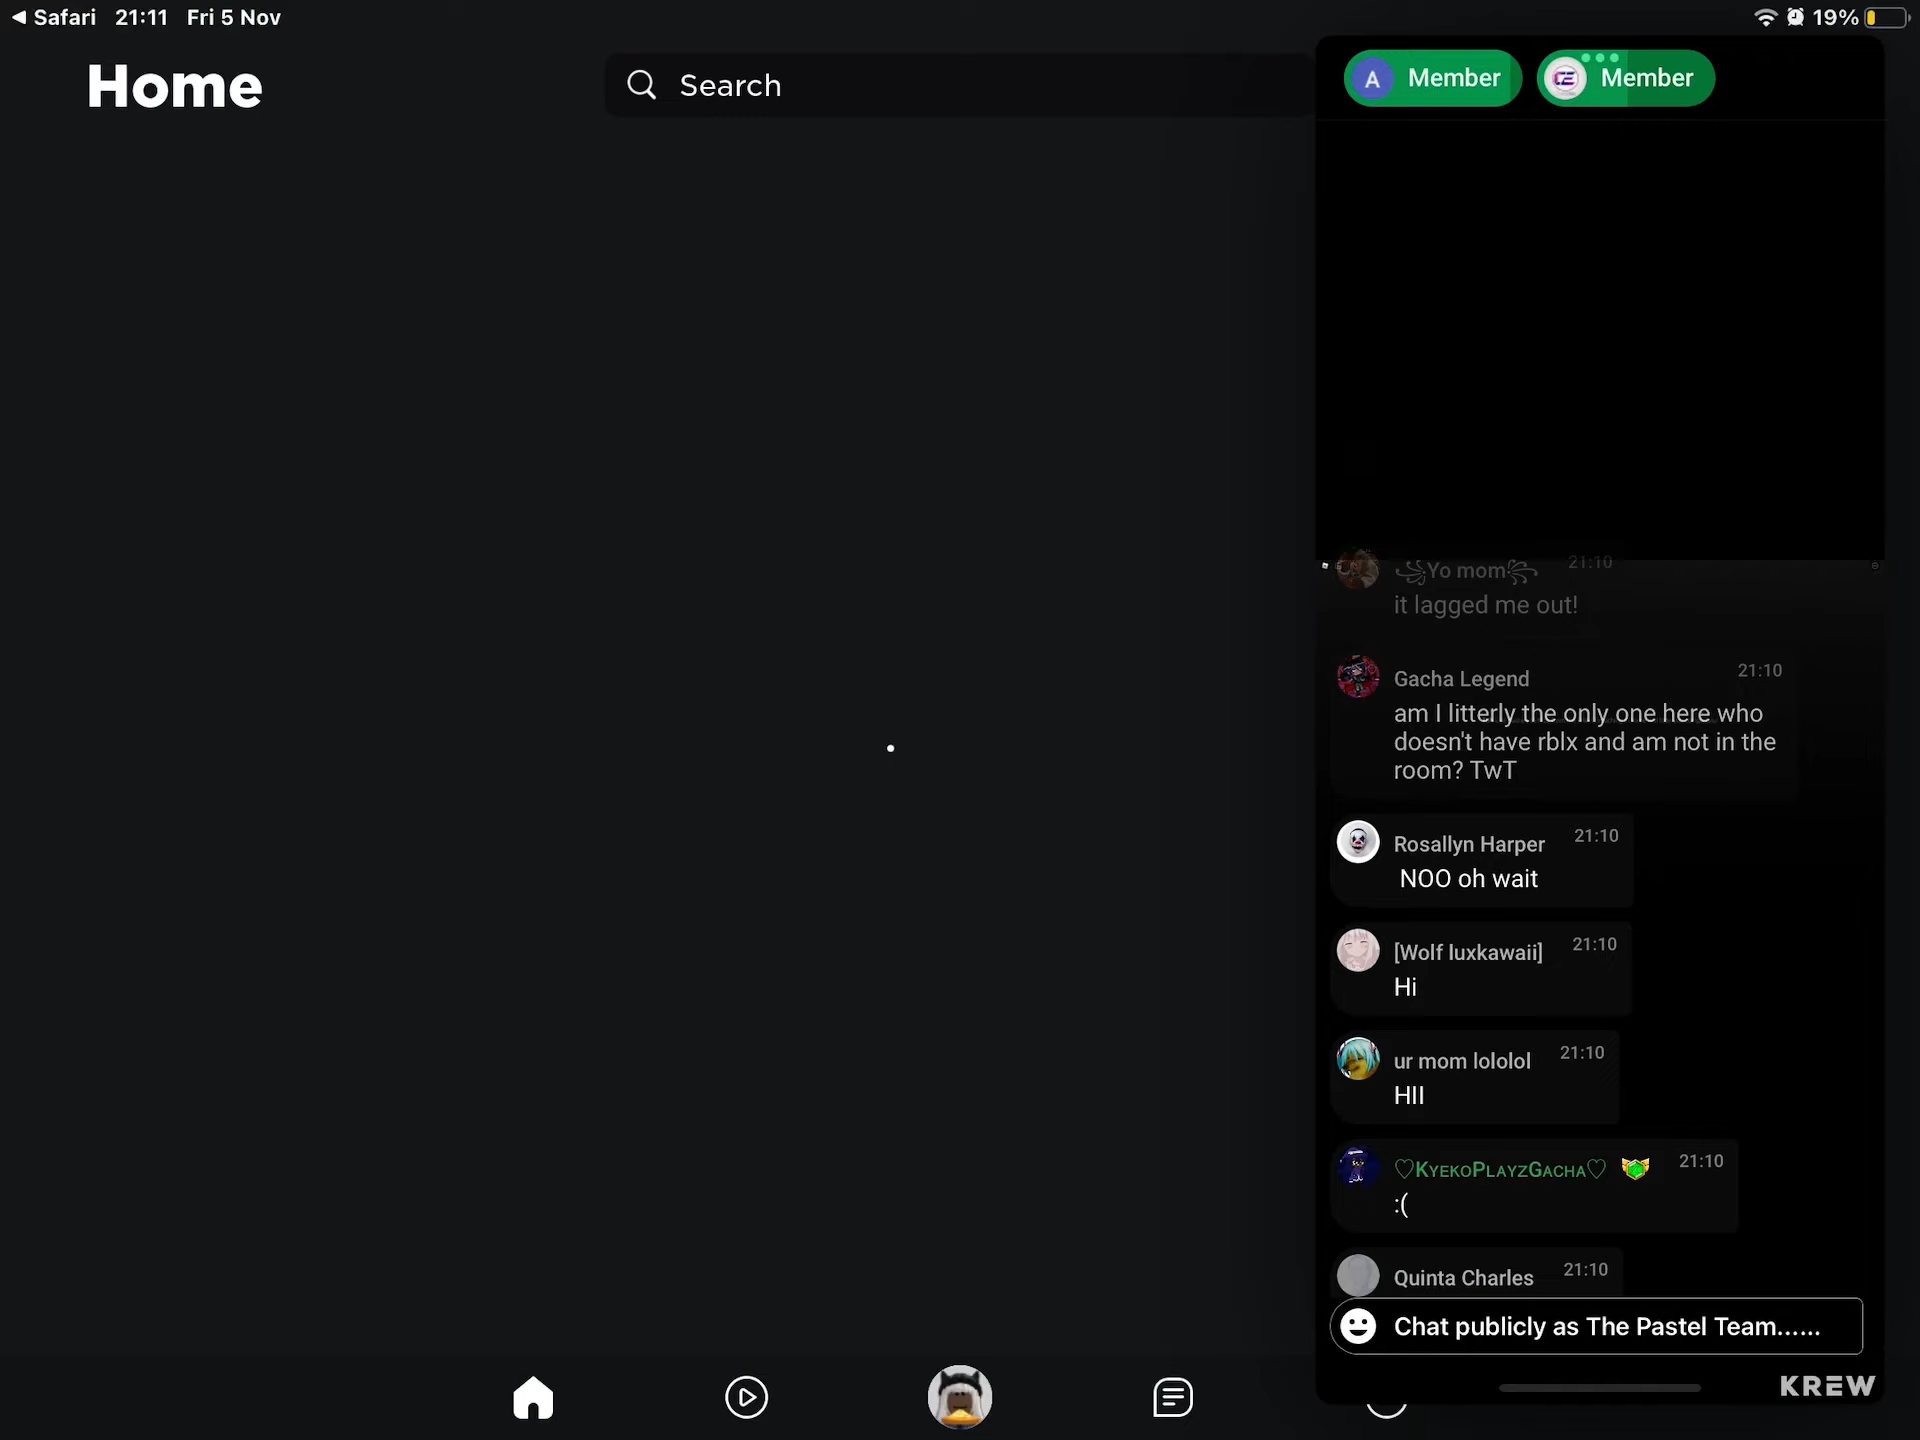 Safari 21:11 Fri 5 Nov
19%
Home
Search
A Member
CE Member
Yo mom 21:10
it lagged me out!
Gacha Legend 21:10
am I litterly the only one here who
doesn't have rblx and am not in the
room? TwT
Rosallyn Harper 21:10
NOO oh wait
[Wolf luxkawaii] 21:10
Hi
ur mom lololol 21:10
HII
♡KyekoPlayzGacha♡ 21:10
:(
Quinta Charles 21:10
Chat publicly as The Pastel Team......
KREW